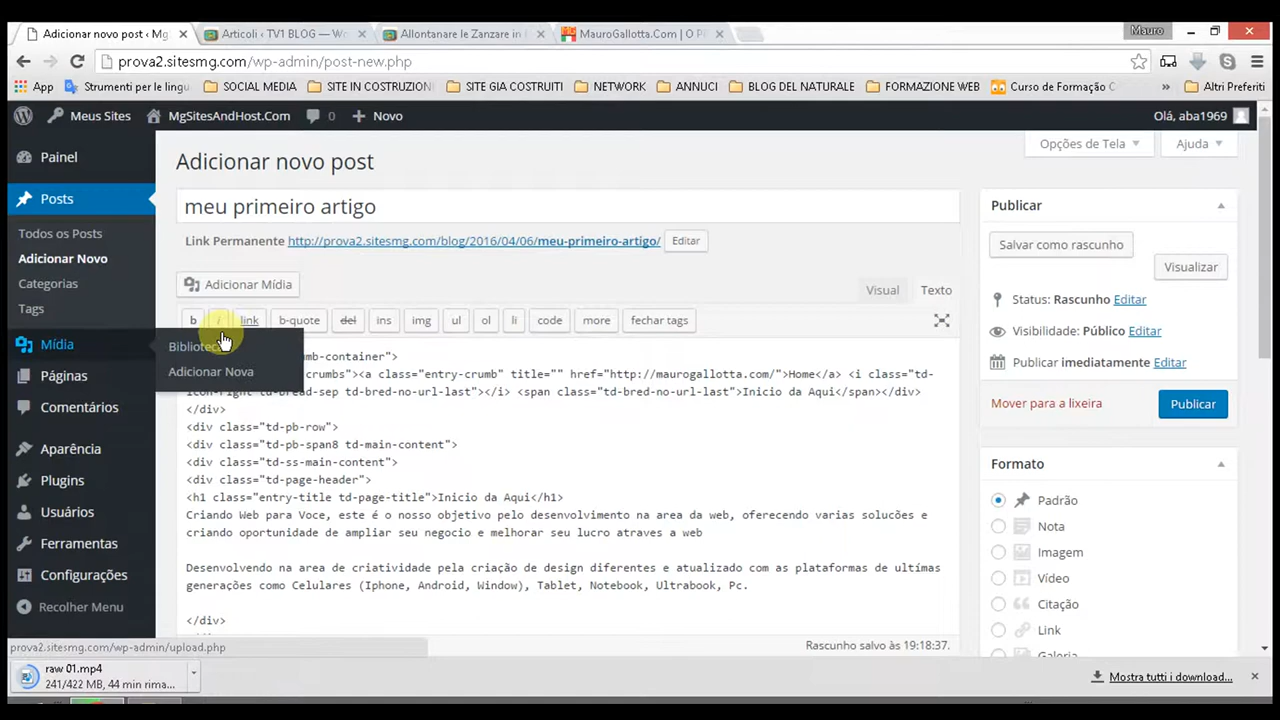 Adicionar novo post ‹ Mg
Articoli ‹ TV1 BLOG — Wo
Allontanare le Zanzare in
MauroGallotta.Com | O P
Mauro
prova2.sitesmg.com/wp-admin/post-new.php
App
Strumenti per le lingu
SOCIAL MEDIA
SITE IN COSTRUZION
SITE GIA COSTRUITI
NETWORK
ANNUCI
BLOG DEL NATURALE
FORMAZIONE WEB
Curso de Formação C
»
Altri Preferiti
Meus Sites
MgSitesAndHost.Com
0
Novo
Olá, aba1969
Painel
Posts
Todos os Posts
Adicionar Novo
Categorias
Tags
Mídia
Adicionar Nova
Páginas
Comentários
Aparência
Plugins
Usuários
Ferramentas
Configurações
Recolher Menu
Adicionar novo post
Opções de Tela
Ajuda
meu primeiro artigo
Link Permanente http://prova2.sitesmg.com/blog/2016/04/06/meu-primeiro-artigo/ Editar
Adicionar Mídia
Visual
Texto
b
i
link
b-quote
del
ins
img
ul
ol
li
code
more
fechar tags
mb-container">
crumbs"><a class="entry-crumb" title="" href="http://maurogallotta.com/">Home</a> <i class="td-
icon-right td-bread-sep td-bred-no-url-last"></i> <span class="td-bred-no-url-last">Inicio da Aqui</span></div>
</div>
<div class="td-pb-row">
<div class="td-pb-span8 td-main-content">
<div class="td-ss-main-content">
<div class="td-page-header">
<h1 class="entry-title td-page-title">Inicio da Aqui</h1>
Criando Web para Voce, este é o nosso objetivo pelo desenvolvimento na area da web, oferecendo varias solucões e
criando oportunidade de ampliar seu negocio e melhorar seu lucro atraves a web
Desenvolvendo na area de criatividade pela criação de design diferentes e atualizado com as plataformas de ultímas
generações como Celulares (Iphone, Android, Window), Tablet, Notebook, Ultrabook, Pc.
</div>
Rascunho salvo às 19:18:37.
Publicar
Salvar como rascunho
Visualizar
Status: Rascunho Editar
Visibilidade: Público Editar
Publicar imediatamente Editar
Mover para a lixeira
Publicar
Formato
Padrão
Nota
Imagem
Vídeo
Citação
Link
prova2.sitesmg.com/wp-admin/upload.php
raw 01.mp4
241/422 MB, 44 min rima...
Mostra tutti i download...